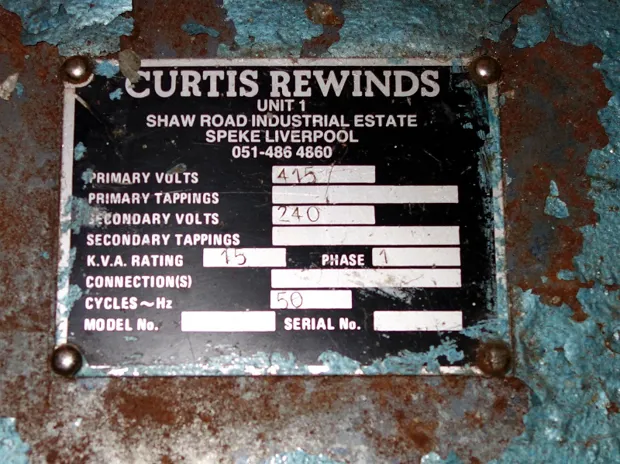 CURTIS REWINDS
UNIT 1
SHAW ROAD INDUSTRIAL ESTATE
SPEKE LIVERPOOL
051-486 4860
PRIMARY VOLTS 415
PRIMARY TAPPINGS
SECONDARY VOLTS 240
SECONDARY TAPPINGS
K.V.A. RATING 15 PHASE 1
CONNECTION(S)
CYCLES~Hz 50
MODEL No. SERIAL No.